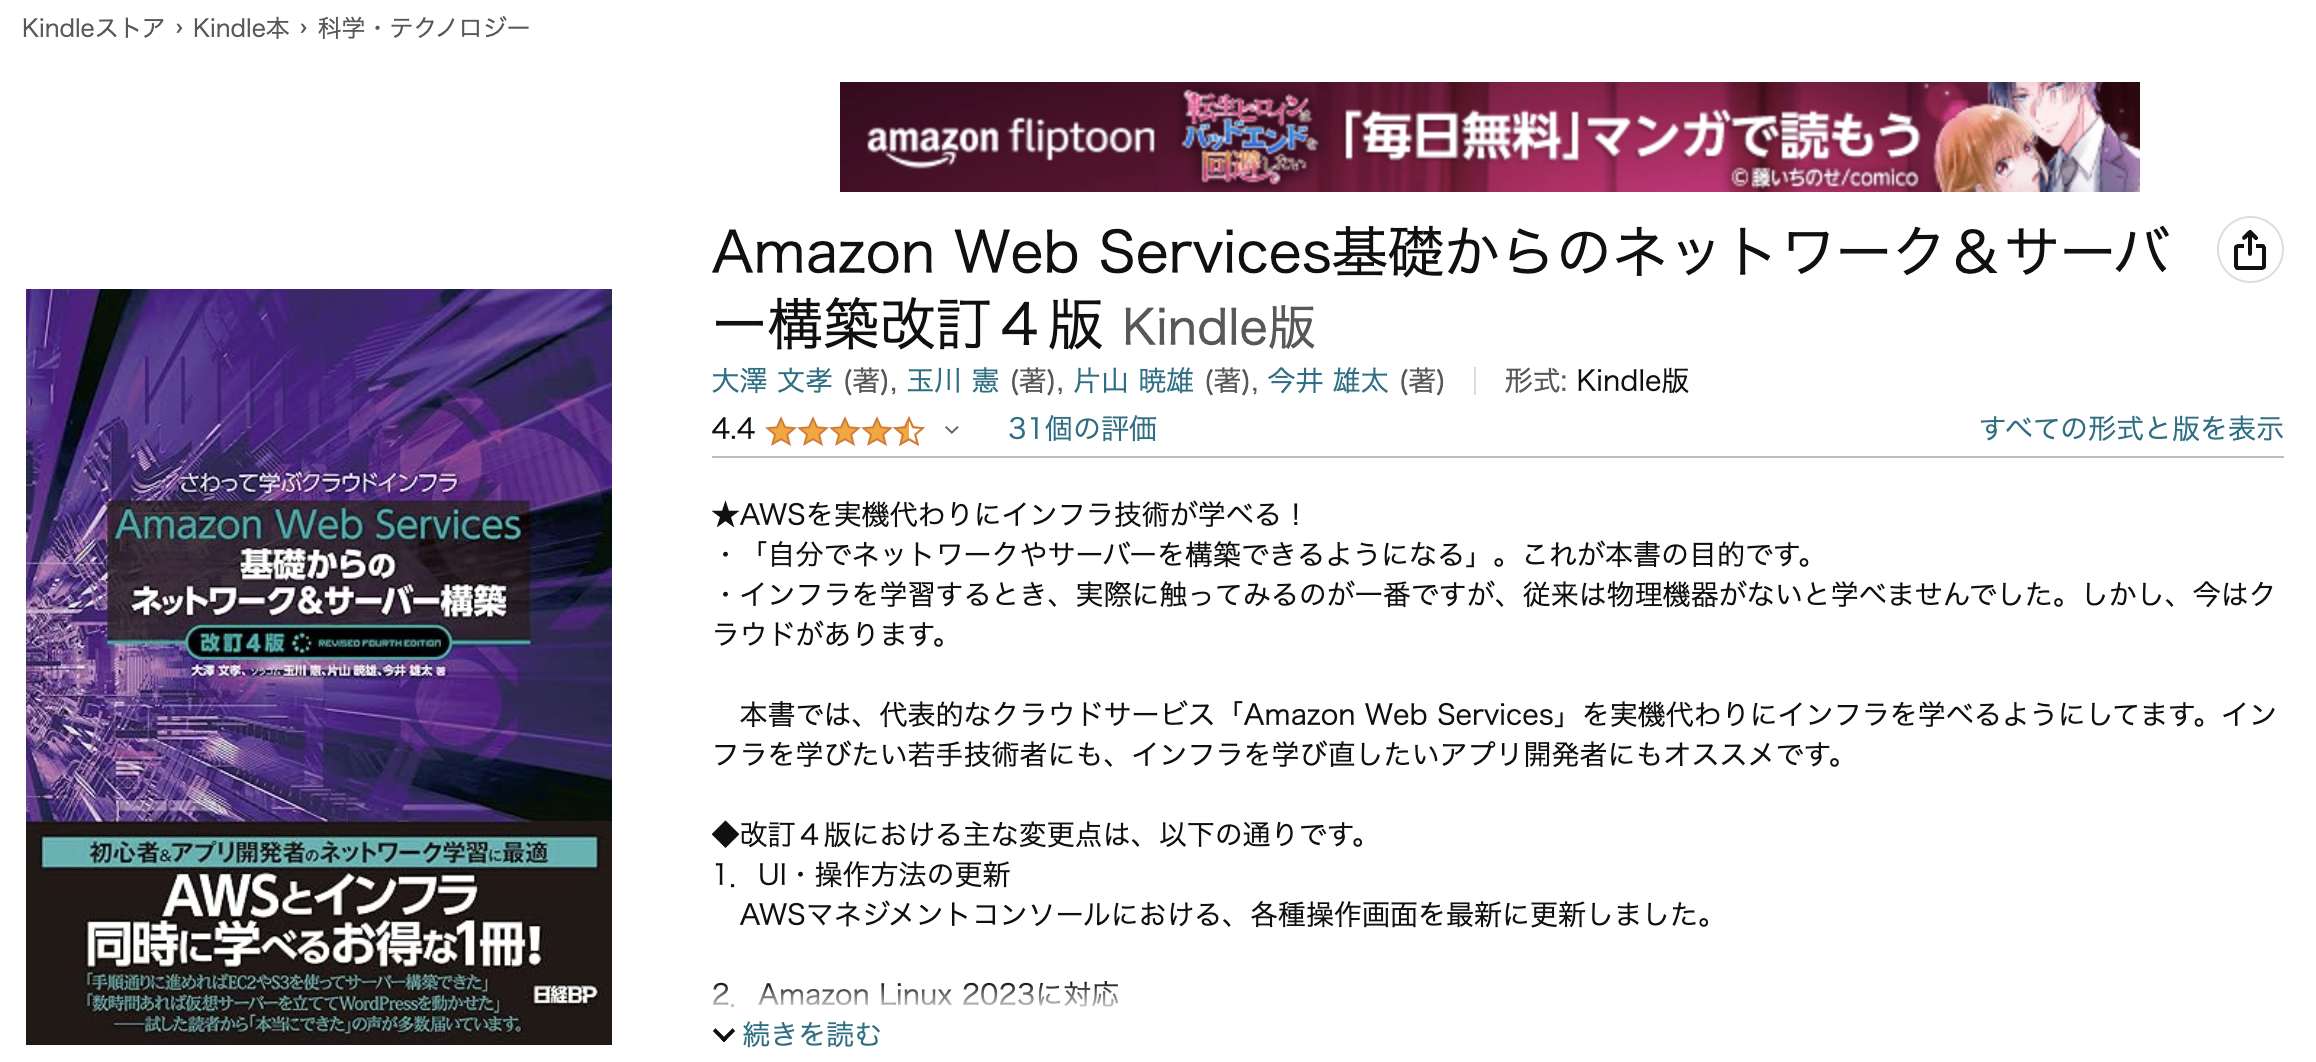 Kindleストア › Kindle本 › 科学・テクノロジー
amazon fliptoon
転生ヒロインは
バッドエンドを
回避したい
「毎日無料」マンガで読もう
©藤いちのせ/comico
Amazon Web Services基礎からのネットワーク＆サーバ
ー構築改訂４版 Kindle版
大澤 文孝 (著), 玉川 憲 (著), 片山 暁雄 (著), 今井 雄太 (著) 形式: Kindle版
4.4 31個の評価 すべての形式と版を表示
さわって学ぶクラウドインフラ
Amazon Web Services
基礎からの
ネットワーク&サーバー構築
改訂4版 REVISED FOURTH EDITION
大澤 文孝、玉川 憲、片山 暁雄、今井 雄太 著
初心者&アプリ開発者のネットワーク学習に最適
AWSとインフラ
同時に学べるお得な1冊!
「手順通りに進めればEC2やS3を使ってサーバー構築できた」
「数時間あれば仮想サーバーを立ててWordPressを動かせた」
──試した読者から「本当にできた」の声が多数届いています。
日経BP
★AWSを実機代わりにインフラ技術が学べる！
・「自分でネットワークやサーバーを構築できるようになる」。これが本書の目的です。
・インフラを学習するとき、実際に触ってみるのが一番ですが、従来は物理機器がないと学べませんでした。しかし、今はク
ラウドがあります。
本書では、代表的なクラウドサービス「Amazon Web Services」を実機代わりにインフラを学べるようにしてます。イン
フラを学びたい若手技術者にも、インフラを学び直したいアプリ開発者にもオススメです。
◆改訂４版における主な変更点は、以下の通りです。
1．UI・操作方法の更新
AWSマネジメントコンソールにおける、各種操作画面を最新に更新しました。
2．Amazon Linux 2023に対応
続きを読む